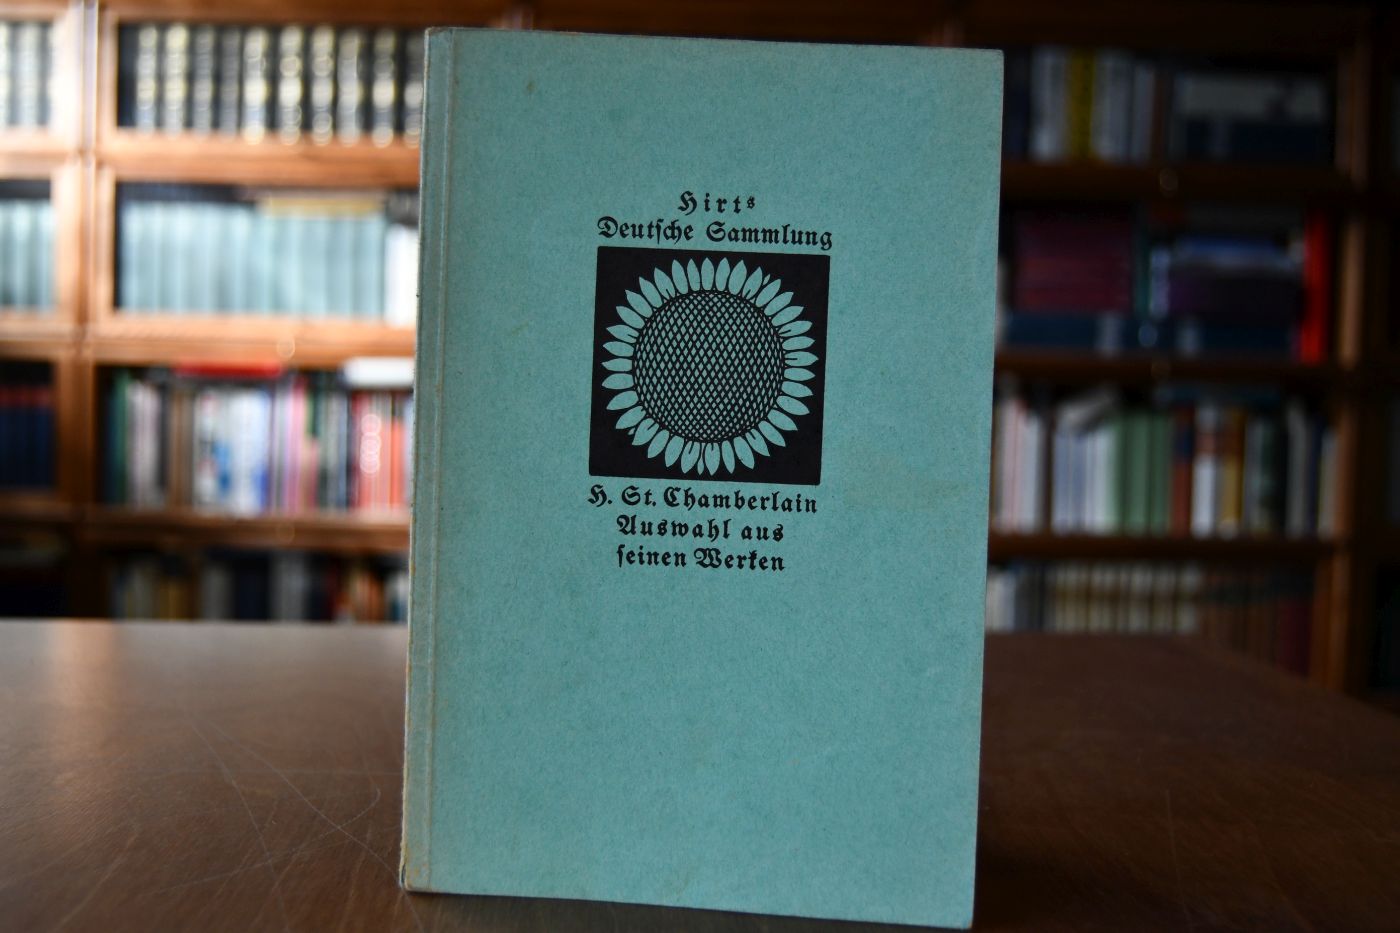 Hirts
Deutsche Sammlung
H. St. Chamberlain
Auswahl aus
seinen Werken